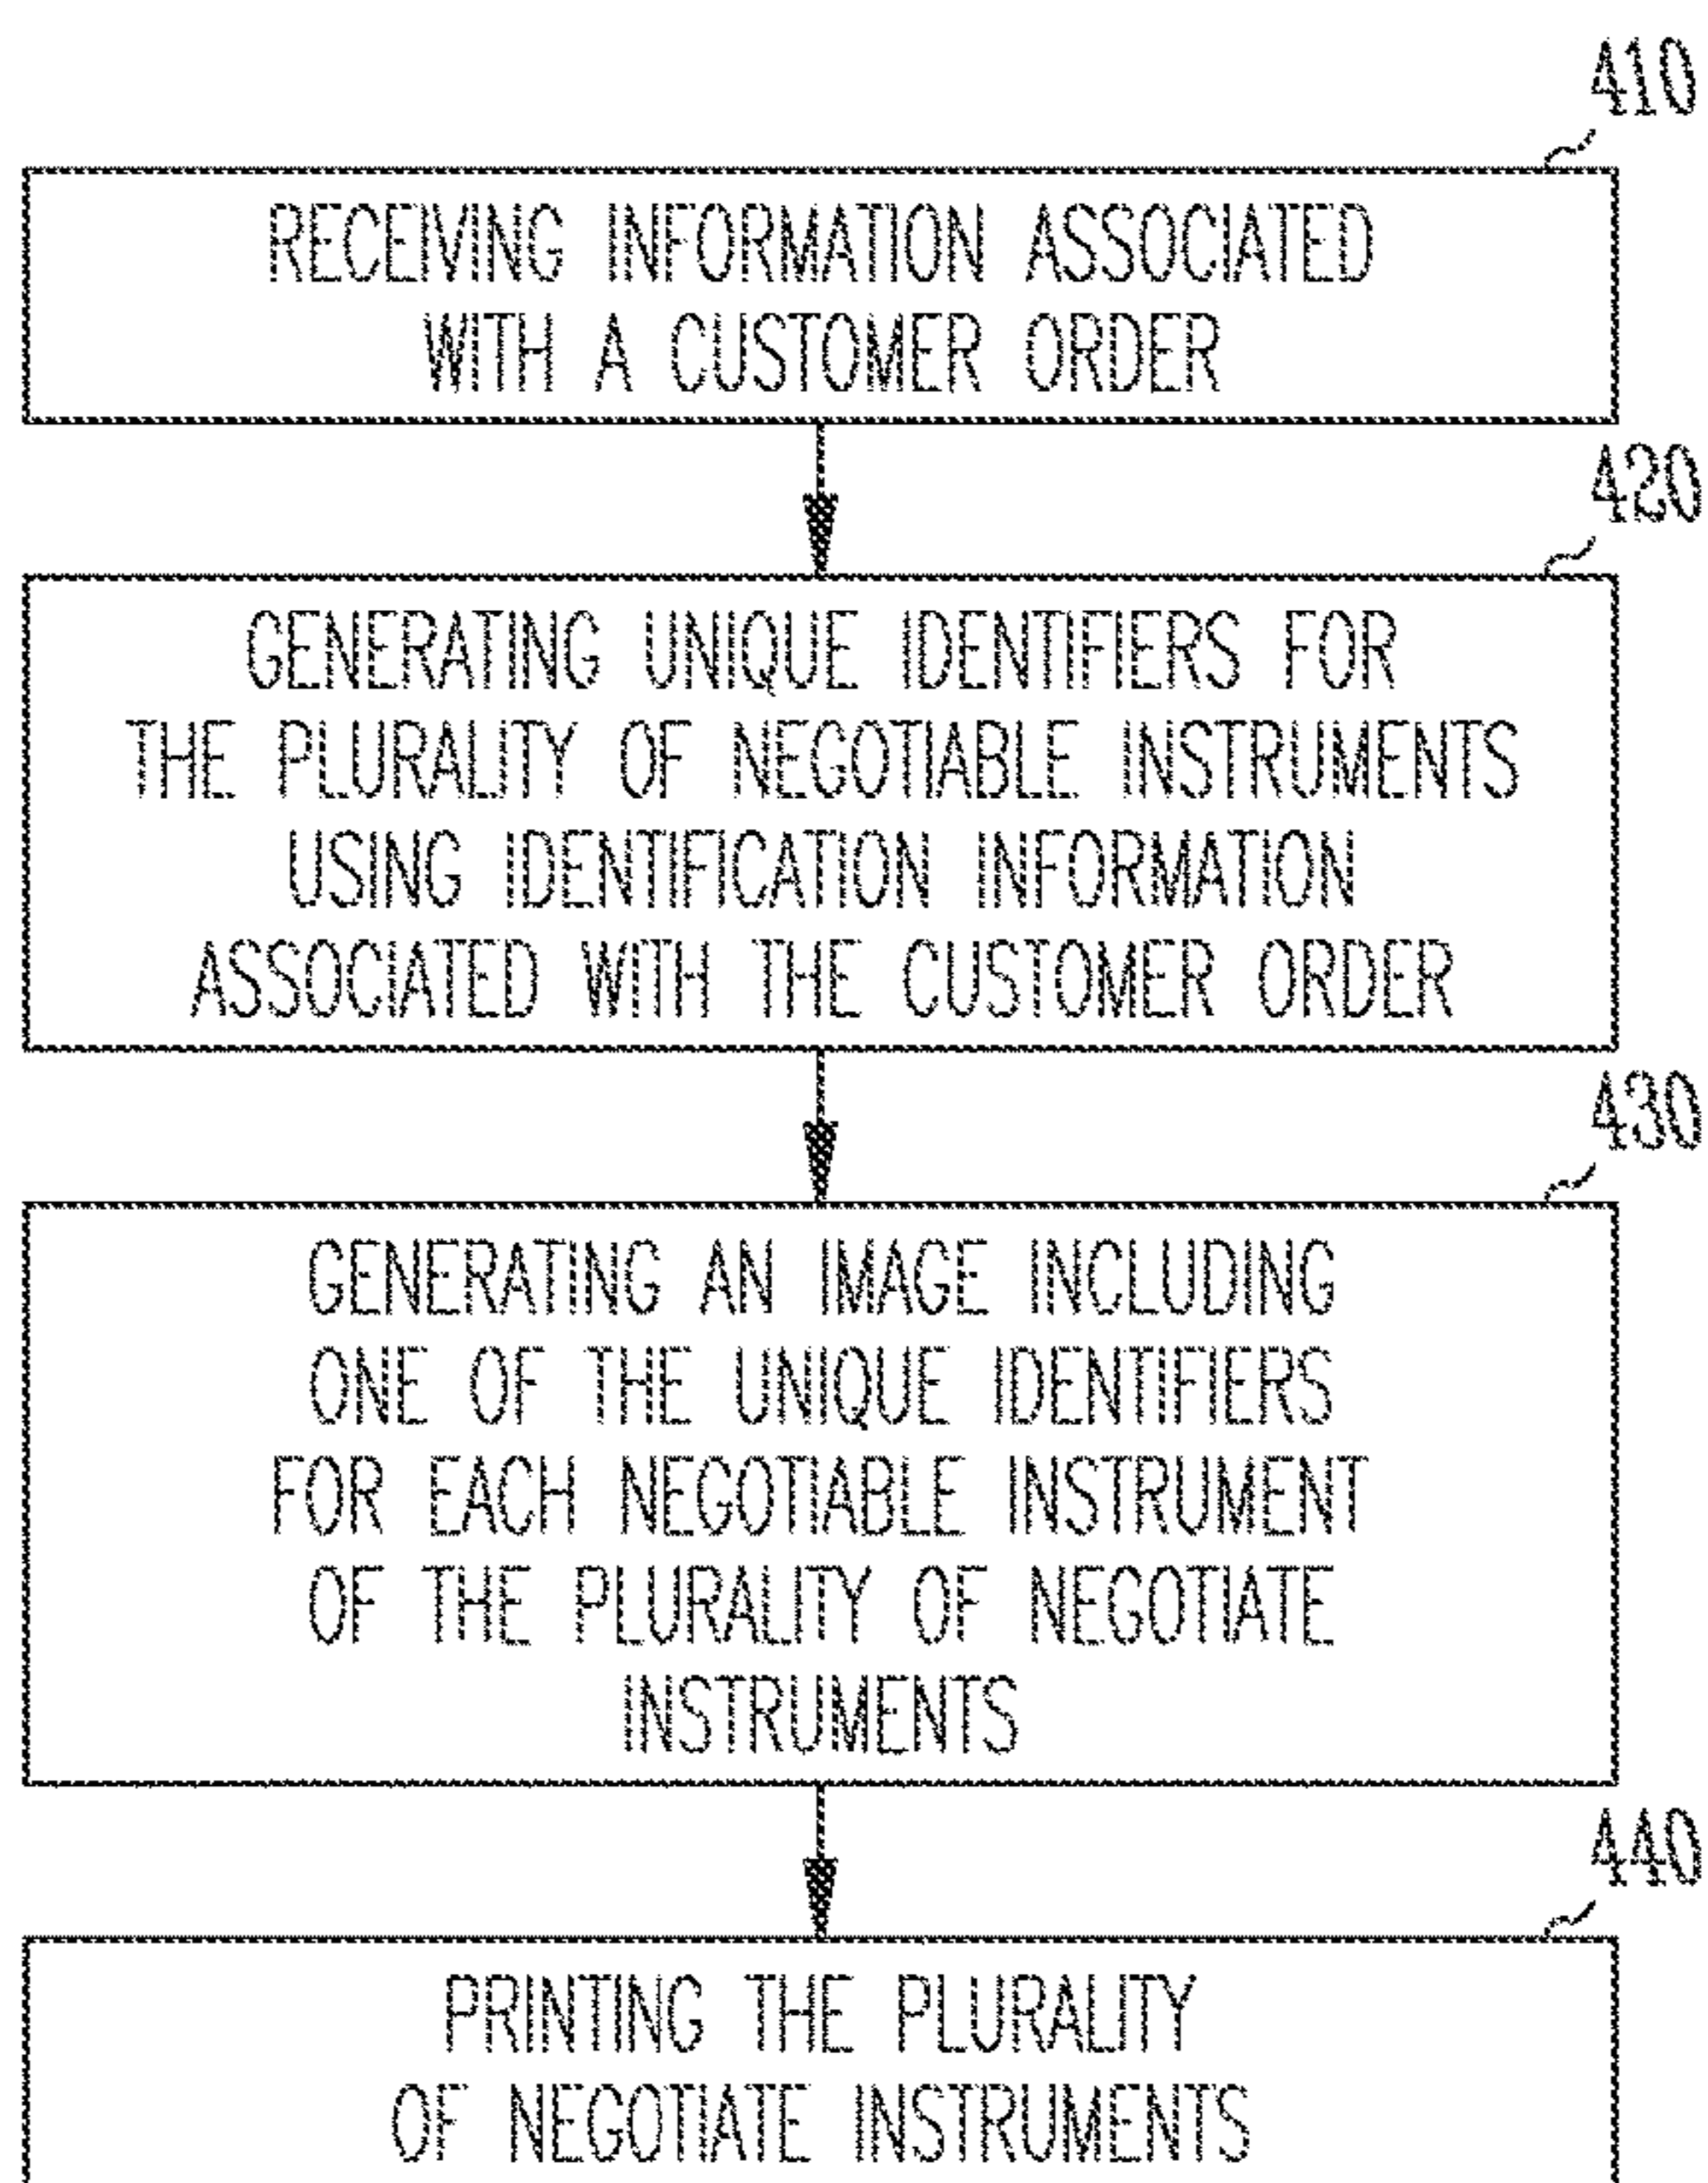 410
RECEIVING INFORMATION ASSOCIATED
WITH A CUSTOMER ORDER
420
GENERATING UNIQUE IDENTIFIERS FOR
THE PLURALITY OF NEGOTIABLE INSTRUMENTS
USING IDENTIFICATION INFORMATION
ASSOCIATED WITH THE CUSTOMER ORDER
430
GENERATING AN IMAGE INCLUDING
ONE OF THE UNIQUE IDENTIFIERS
FOR EACH NEGOTIABLE INSTRUMENT
OF THE PLURALITY OF NEGOTIATE
INSTRUMENTS
440
PRINTING THE PLURALITY
OF NEGOTIATE INSTRUMENTS